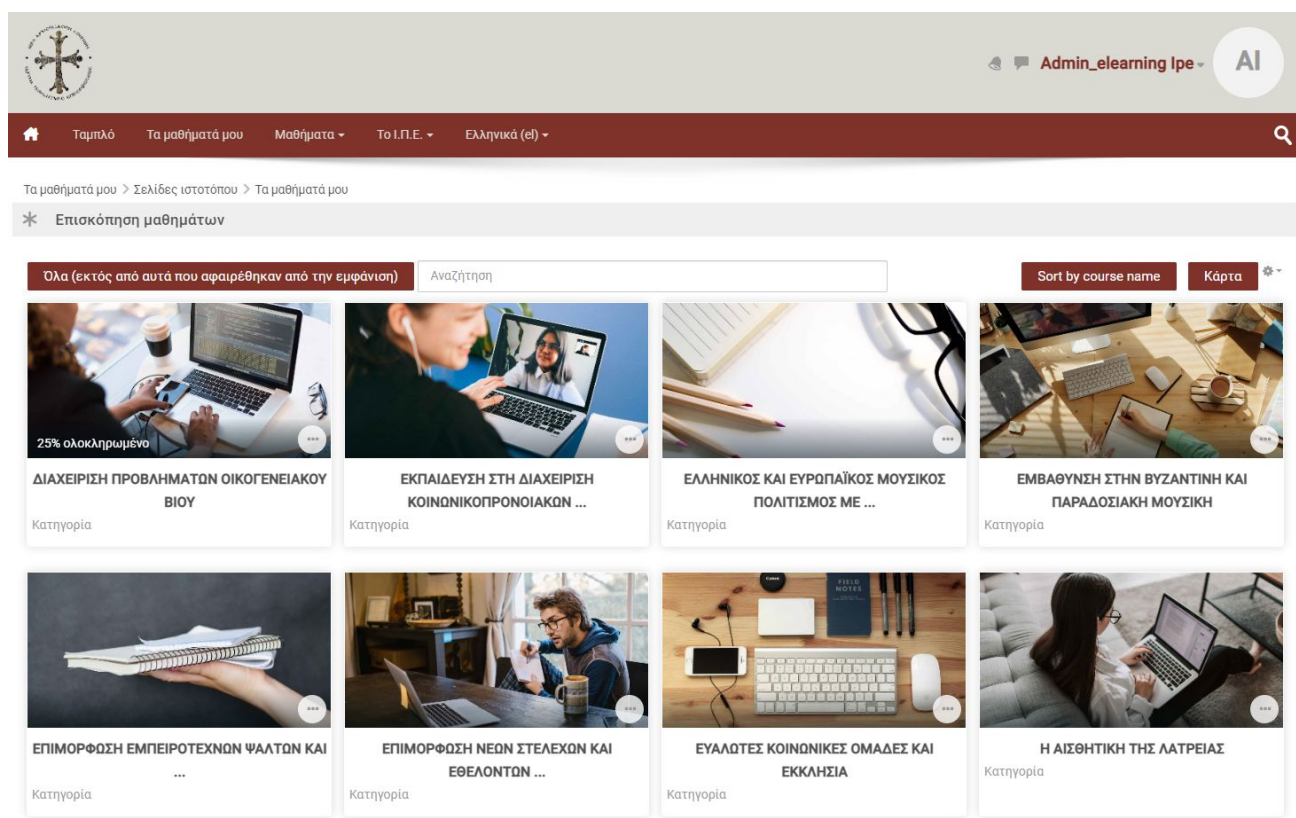 Admin_elearning Ipe
AI
Ταμπλό Τα μαθήματά μου Μαθήματα Το Ι.Π.Ε. Ελληνικά (el)
Τα μαθήματά μου > Σελίδες ιστοτόπου > Τα μαθήματά μου
Επισκόπηση μαθημάτων
Όλα (εκτός από αυτά που αφαιρέθηκαν από την εμφάνιση) Αναζήτηση Sort by course name Κάρτα
25% ολοκληρωμένο
ΔΙΑΧΕΙΡΙΣΗ ΠΡΟΒΛΗΜΑΤΩΝ ΟΙΚΟΓΕΝΕΙΑΚΟΥ
ΒΙΟΥ
Κατηγορία
ΕΚΠΑΙΔΕΥΣΗ ΣΤΗ ΔΙΑΧΕΙΡΙΣΗ
ΚΟΙΝΩΝΙΚΟΠΡΟΝΟΙΑΚΩΝ ...
Κατηγορία
ΕΛΛΗΝΙΚΟΣ ΚΑΙ ΕΥΡΩΠΑΪΚΟΣ ΜΟΥΣΙΚΟΣ
ΠΟΛΙΤΙΣΜΟΣ ΜΕ ...
Κατηγορία
ΕΜΒΑΘΥΝΣΗ ΣΤΗΝ ΒΥΖΑΝΤΙΝΗ ΚΑΙ
ΠΑΡΑΔΟΣΙΑΚΗ ΜΟΥΣΙΚΗ
Κατηγορία
ΕΠΙΜΟΡΦΩΣΗ ΕΜΠΕΙΡΟΤΕΧΝΩΝ ΨΑΛΤΩΝ ΚΑΙ
...
Κατηγορία
ΕΠΙΜΟΡΦΩΣΗ ΝΕΩΝ ΣΤΕΛΕΧΩΝ ΚΑΙ
ΕΘΕΛΟΝΤΩΝ ...
Κατηγορία
FIELD
NOTES
ΕΥΑΛΩΤΕΣ ΚΟΙΝΩΝΙΚΕΣ ΟΜΑΔΕΣ ΚΑΙ
ΕΚΚΛΗΣΙΑ
Κατηγορία
Η ΑΙΣΘΗΤΙΚΗ ΤΗΣ ΛΑΤΡΕΙΑΣ
Κατηγορία